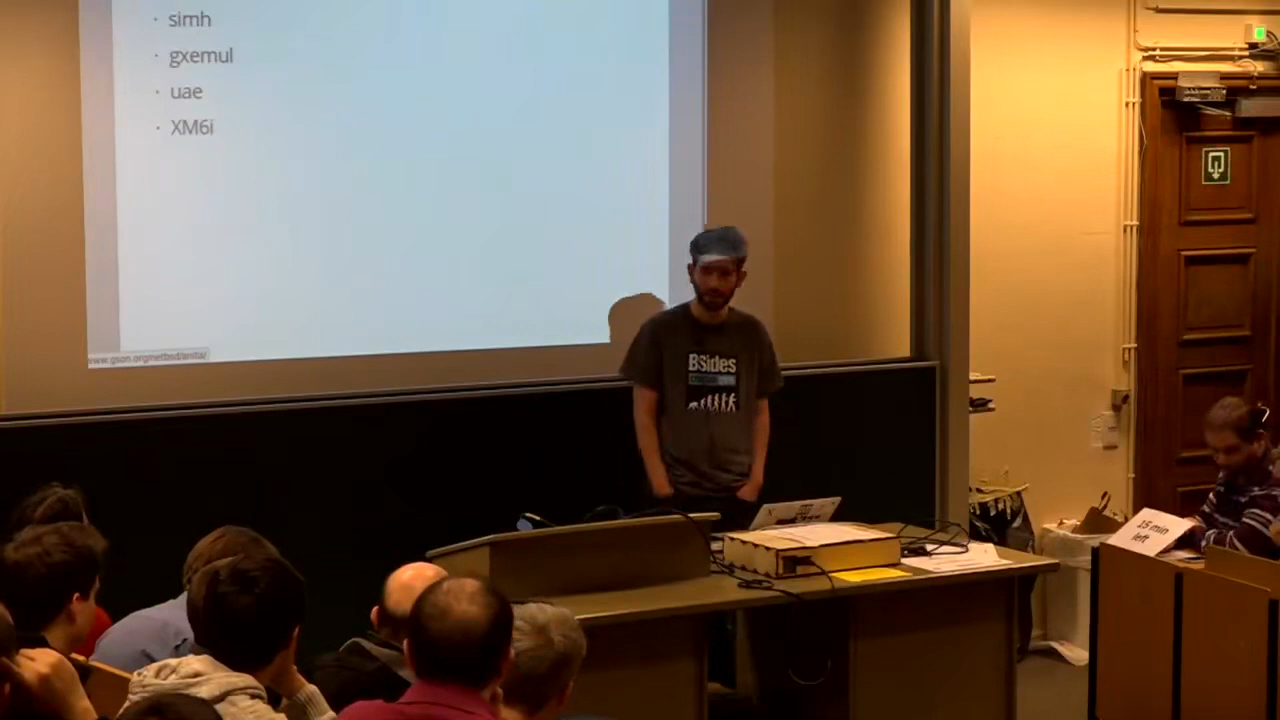 · simh
· gxemul
· uae
· XM6i
www.gson.org/netbsd/anita/
BSides
15 min
left